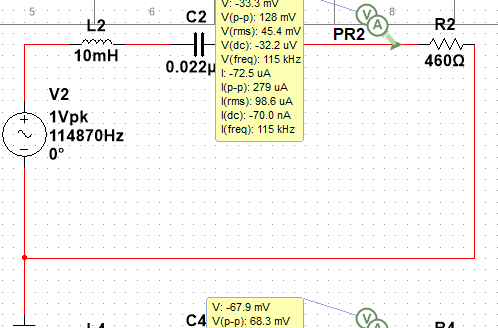 5
6
8
L2
10mH
C2
0.022µ
V: -33.3 mV
V(p-p): 128 mV
V(rms): 45.4 mV
V(dc): -32.2 uV
V(freq): 115 kHz
I: -72.5 uA
I(p-p): 279 uA
I(rms): 98.6 uA
I(dc): -70.0 nA
I(freq): 115 kHz
V
A
PR2
R2
460Ω
V2
1Vpk
114870Hz
0°
C4
V: -67.9 mV
V(p-p): 68.3 mV
V
A